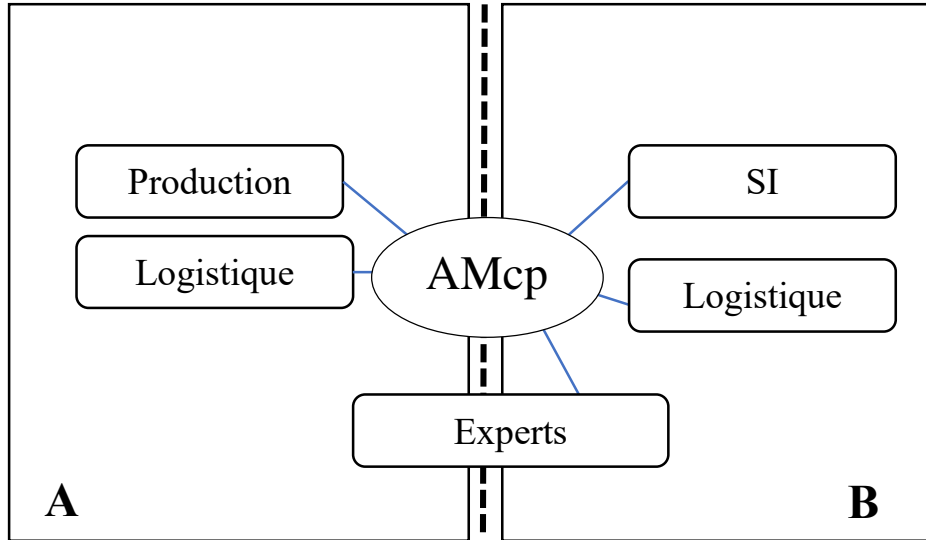 Production
SI
Logistique
AMcp
Logistique
Experts
A
B